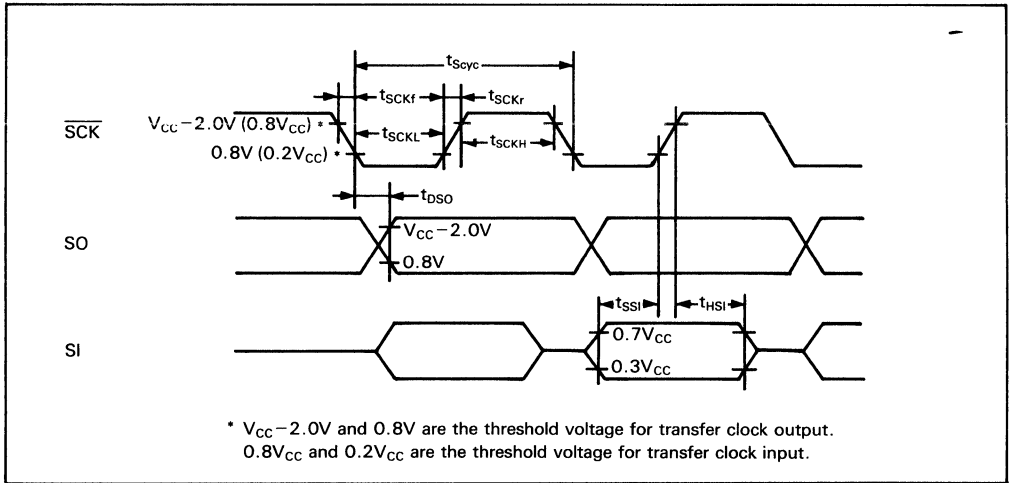 tScyc
tSCKf
tSCKr
SCK
VCC−2.0V (0.8VCC) *
tSCKL
tSCKH
0.8V (0.2VCC) *
tDSO
SO
VCC−2.0V
0.8V
tSSI
tHSI
SI
0.7VCC
0.3VCC
* VCC−2.0V and 0.8V are the threshold voltage for transfer clock output.
0.8VCC and 0.2VCC are the threshold voltage for transfer clock input.